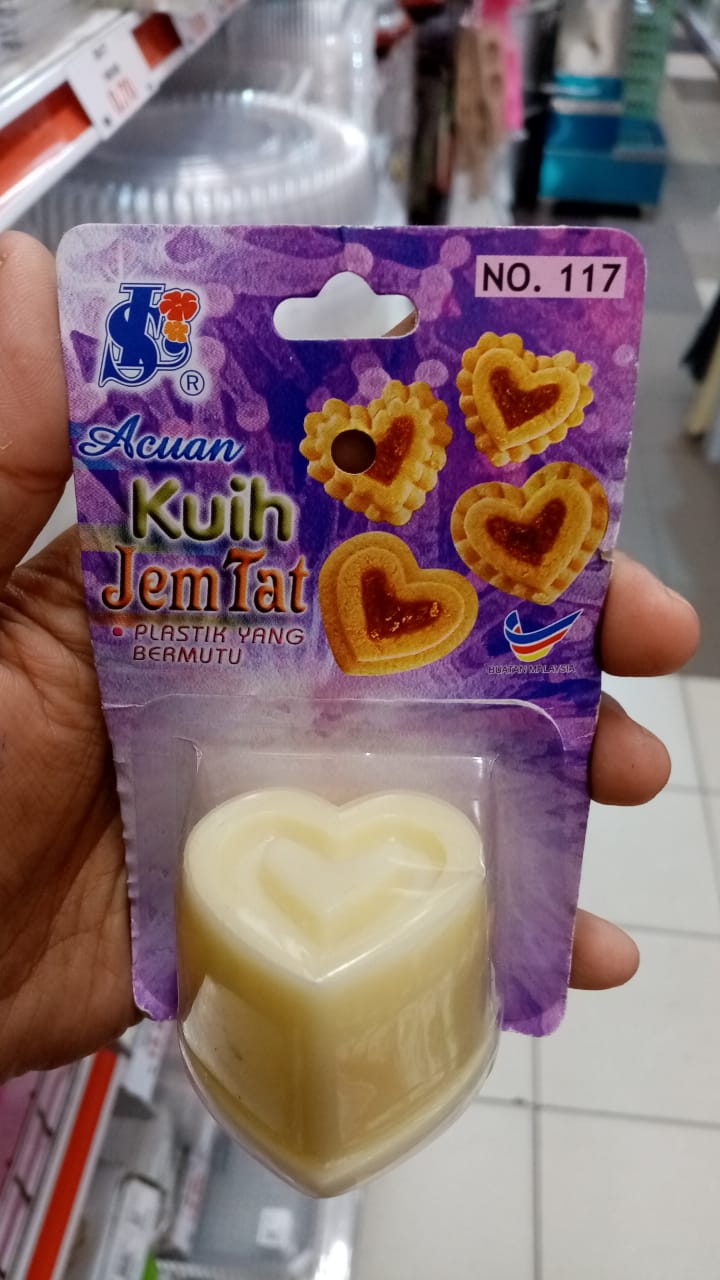 NO. 117
®
Acuan
Kuih
Jem Tat
• PLASTIK YANG
BERMUTU
BUATAN MALAYSIA